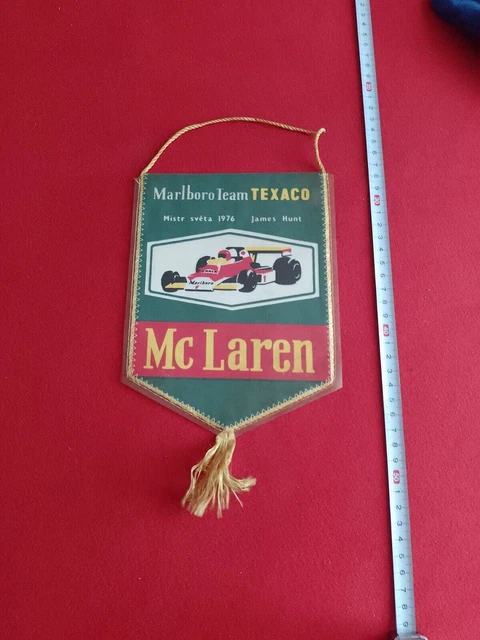 Marlboro Team TEXACO
Mistr světa 1976 James Hunt
Marlboro
Mc Laren